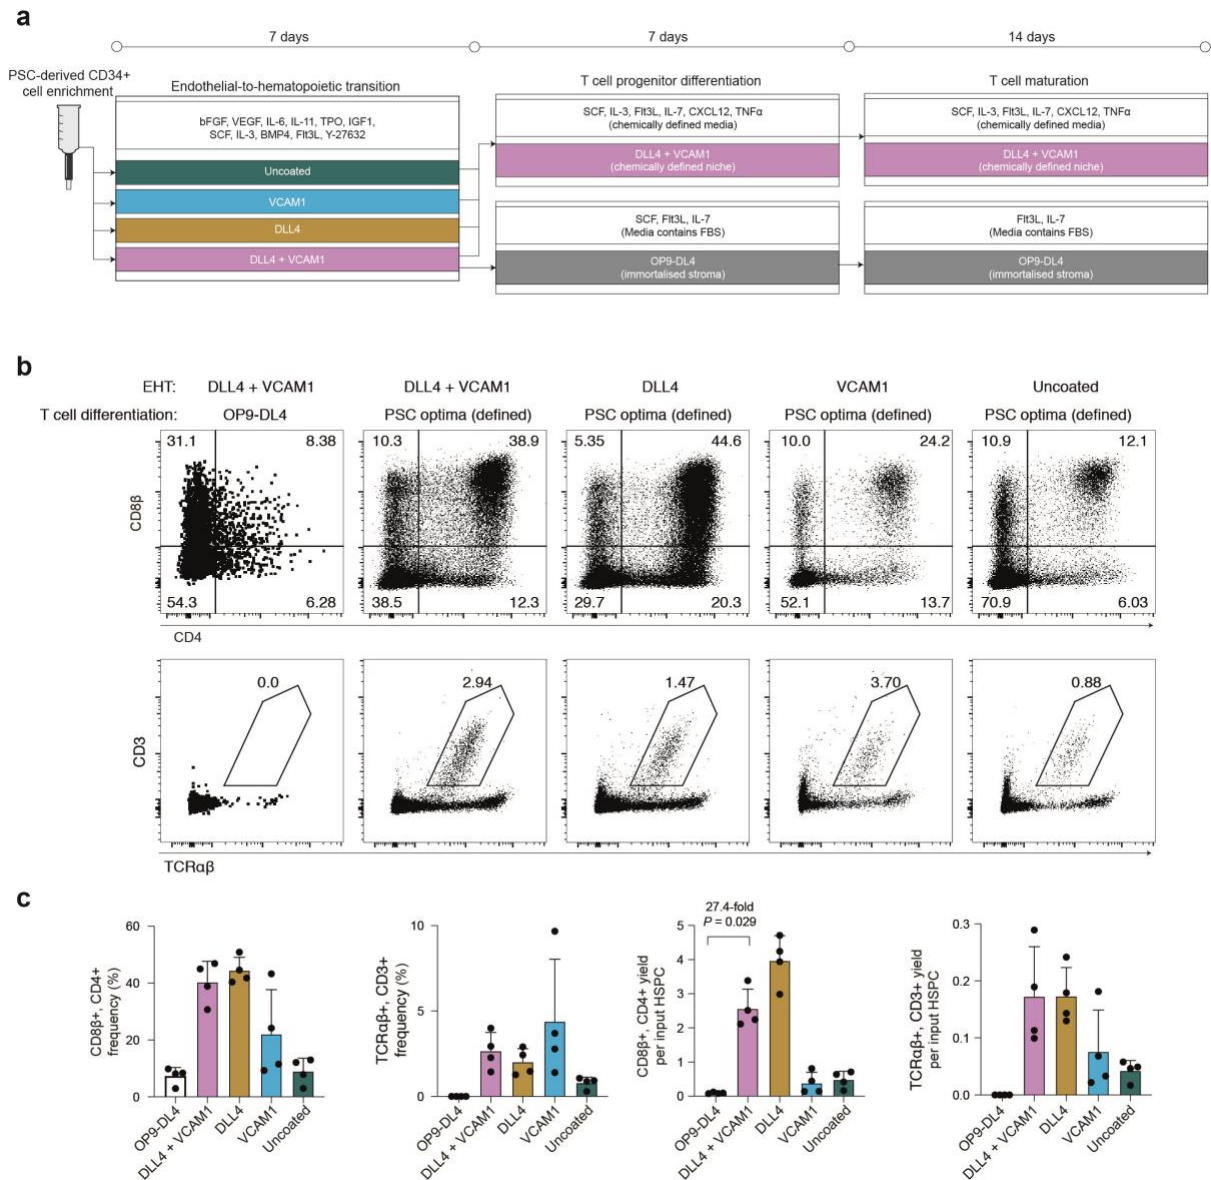 a
7 days
7 days
14 days
PSC-derived CD34+
cell enrichment
Endothelial-to-hematopoietic transition
T cell progenitor differentiation
T cell maturation
bFGF, VEGF, IL-6, IL-11, TPO, IGF1,
SCF, IL-3, BMP4, Flt3L, Y-27632
SCF, IL-3, Flt3L, IL-7, CXCL12, TNFα
(chemically defined media)
SCF, IL-3, Flt3L, IL-7, CXCL12, TNFα
(chemically defined media)
Uncoated
DLL4 + VCAM1
(chemically defined niche)
DLL4 + VCAM1
(chemically defined niche)
VCAM1
DLL4
SCF, Flt3L, IL-7
(Media contains FBS)
Flt3L, IL-7
(Media contains FBS)
DLL4 + VCAM1
OP9-DL4
(immortalised stroma)
OP9-DL4
(immortalised stroma)
b
EHT: DLL4 + VCAM1 DLL4 + VCAM1 DLL4 VCAM1 Uncoated
T cell differentiation: OP9-DL4 PSC optima (defined) PSC optima (defined) PSC optima (defined) PSC optima (defined)
31.1 8.38 10.3 38.9 5.35 44.6 10.0 24.2 10.9 12.1
CD8β
54.3 6.28 38.5 12.3 29.7 20.3 52.1 13.7 70.9 6.03
CD4
0.0 2.94 1.47 3.70 0.88
CD3
TCRαβ
c
CD8β+, CD4+
frequency (%)
60
40
20
0
OP9-DL4
DLL4 + VCAM1
DLL4
VCAM1
Uncoated
TCRαβ+, CD3+
frequency (%)
10
5
0
OP9-DL4
DLL4 + VCAM1
DLL4
VCAM1
Uncoated
27.4-fold
P = 0.029
CD8β+, CD4+ yield
per input HSPC
5
4
3
2
1
0
OP9-DL4
DLL4 + VCAM1
DLL4
VCAM1
Uncoated
TCRαβ+, CD3+ yield
per input HSPC
0.3
0.2
0.1
0.0
OP9-DL4
DLL4 + VCAM1
DLL4
VCAM1
Uncoated